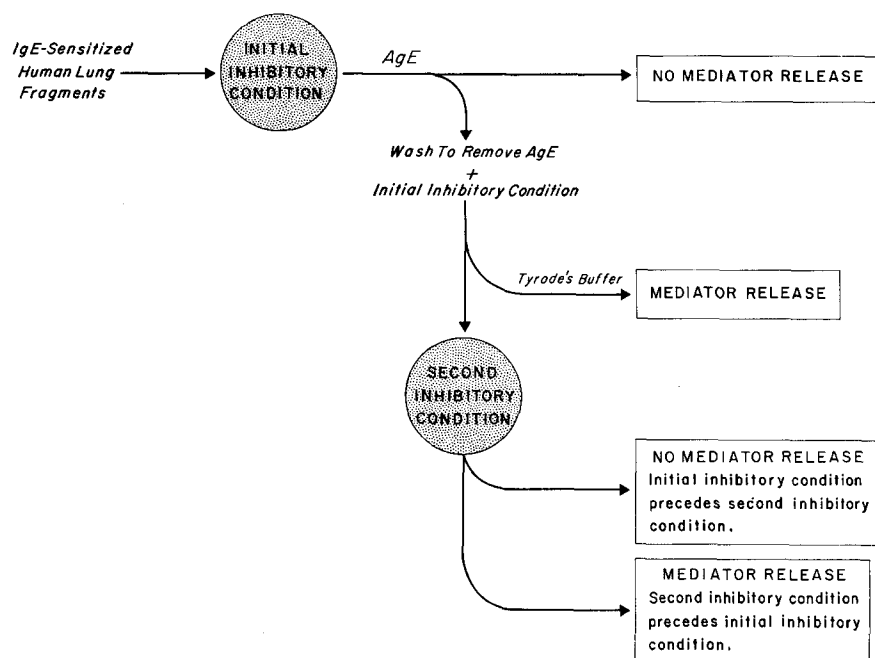 IgE-Sensitized
Human Lung
Fragments
INITIAL
INHIBITORY
CONDITION
AgE
NO MEDIATOR RELEASE
Wash To Remove AgE
+
Initial Inhibitory Condition
Tyrode's Buffer
MEDIATOR RELEASE
SECOND
INHIBITORY
CONDITION
NO MEDIATOR RELEASE
Initial inhibitory condition
precedes second inhibitory
condition.
MEDIATOR RELEASE
Second inhibitory condition
precedes initial inhibitory
condition.